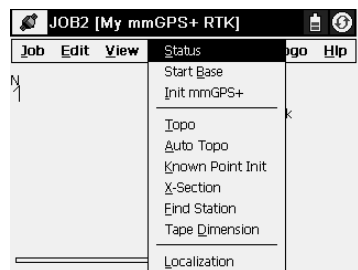 JOB2 [My mmGPS+ RTK]
Job Edit View Hlp
Status
Start Base
Init mmGPS+
N
Topo
Auto Topo
Known Point Init
X-Section
Find Station
Tape Dimension
Localization